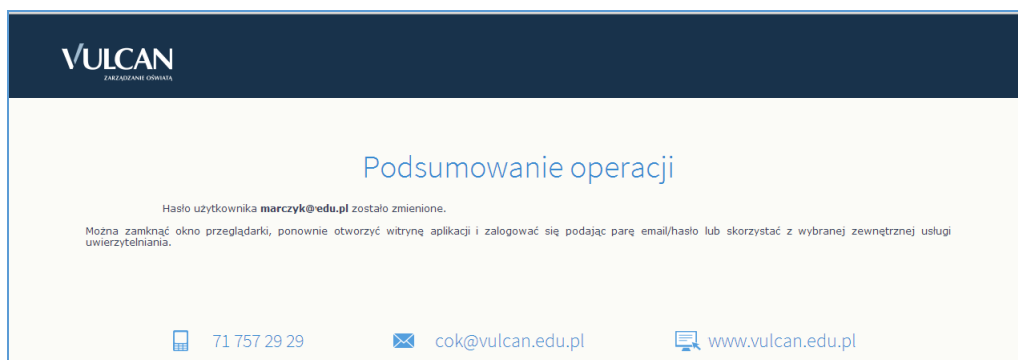 VULCAN
ZARZĄDZANIE OŚWIATĄ
Podsumowanie operacji
Hasło użytkownika marczyk@edu.pl zostało zmienione.
Można zamknąć okno przeglądarki, ponownie otworzyć witrynę aplikacji i zalogować się podając parę email/hasło lub skorzystać z wybranej zewnętrznej usługi
uwierzytelniania.
71 757 29 29 cok@vulcan.edu.pl www.vulcan.edu.pl